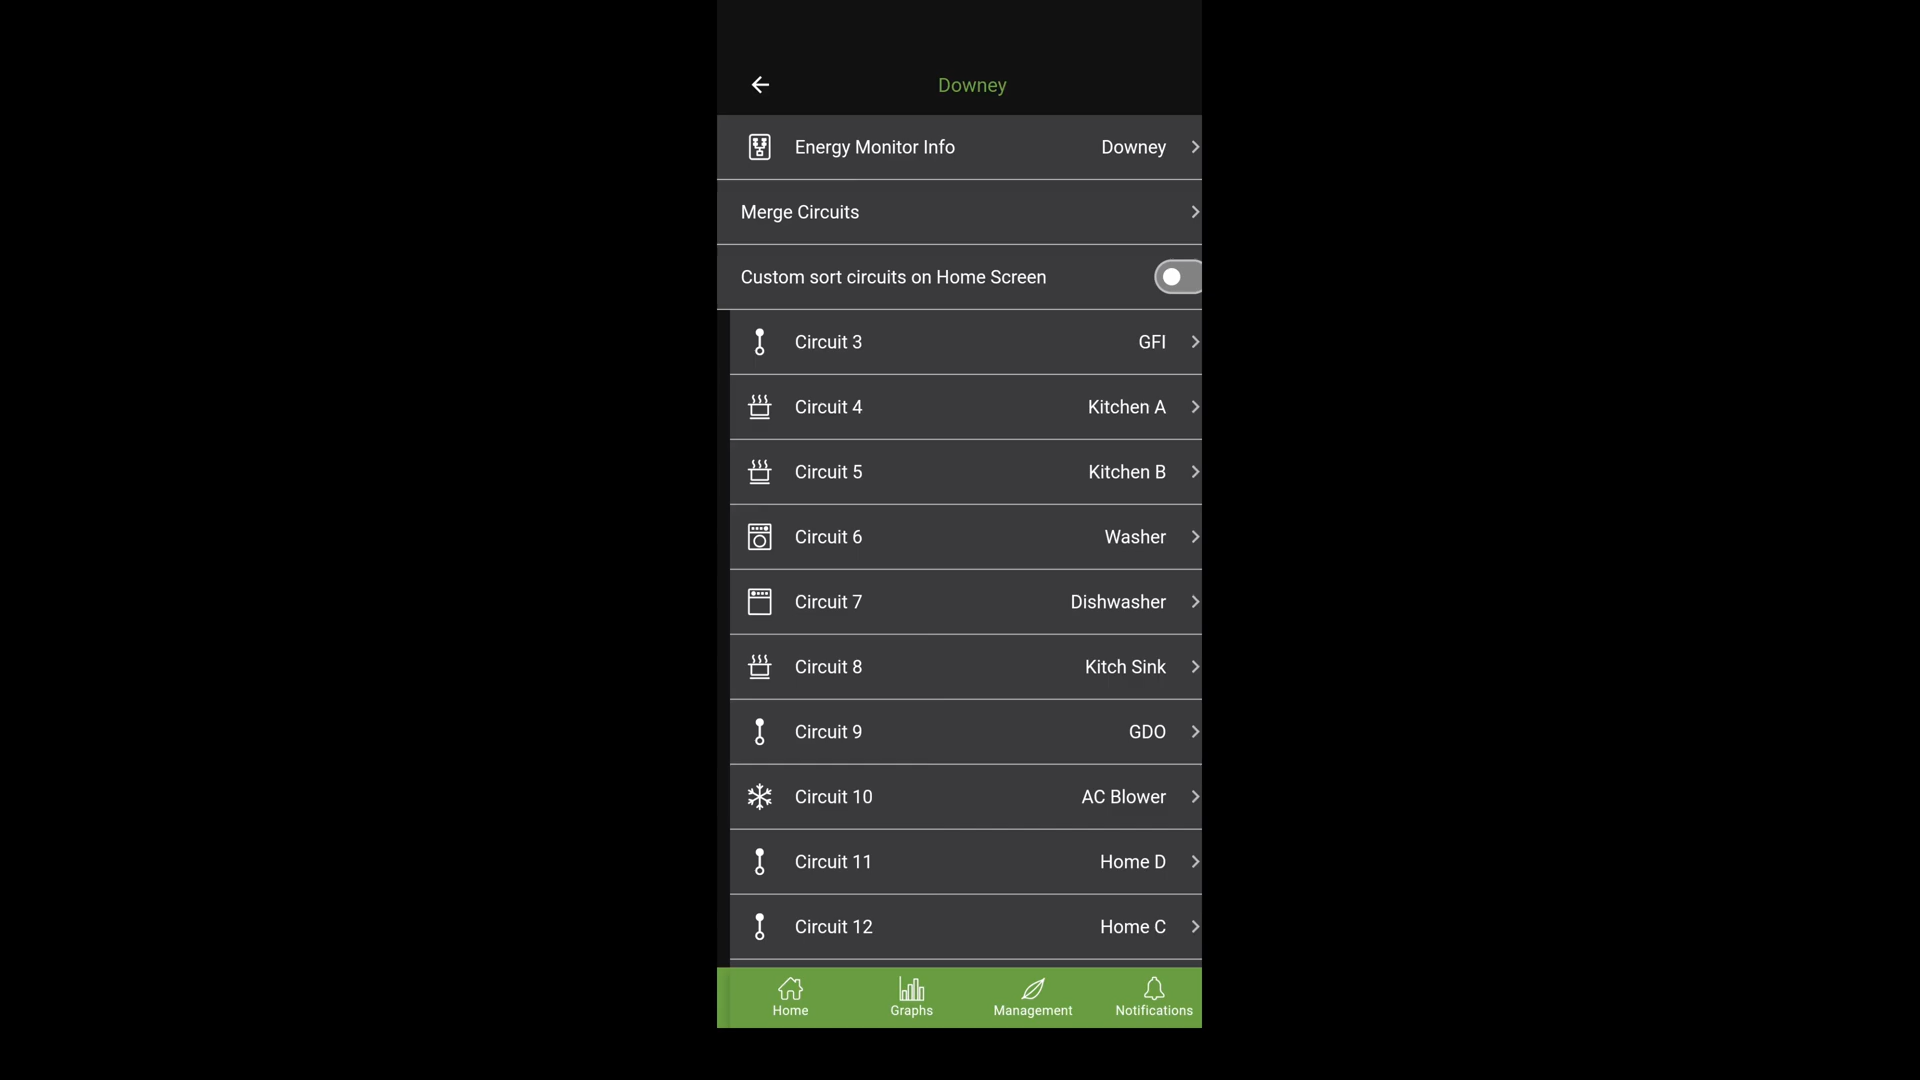 Downey
Energy Monitor Info Downey
Merge Circuits
Custom sort circuits on Home Screen
Circuit 3 GFI
Circuit 4 Kitchen A
Circuit 5 Kitchen B
Circuit 6 Washer
Circuit 7 Dishwasher
Circuit 8 Kitch Sink
Circuit 9 GDO
Circuit 10 AC Blower
Circuit 11 Home D
Circuit 12 Home C
Home Graphs Management Notifications